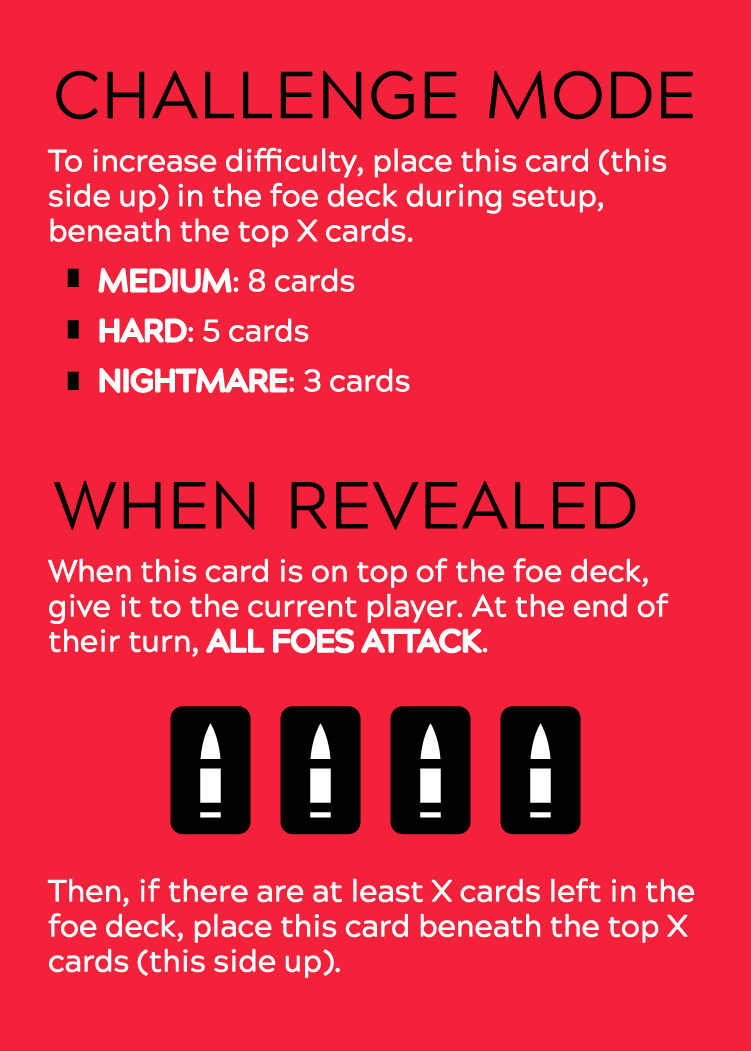 CHALLENGE MODE
To increase difficulty, place this card (this
side up) in the foe deck during setup,
beneath the top X cards.
MEDIUM: 8 cards
HARD: 5 cards
NIGHTMARE: 3 cards
WHEN REVEALED
When this card is on top of the foe deck,
give it to the current player. At the end of
their turn, ALL FOES ATTACK.
Then, if there are at least X cards left in the
foe deck, place this card beneath the top X
cards (this side up).